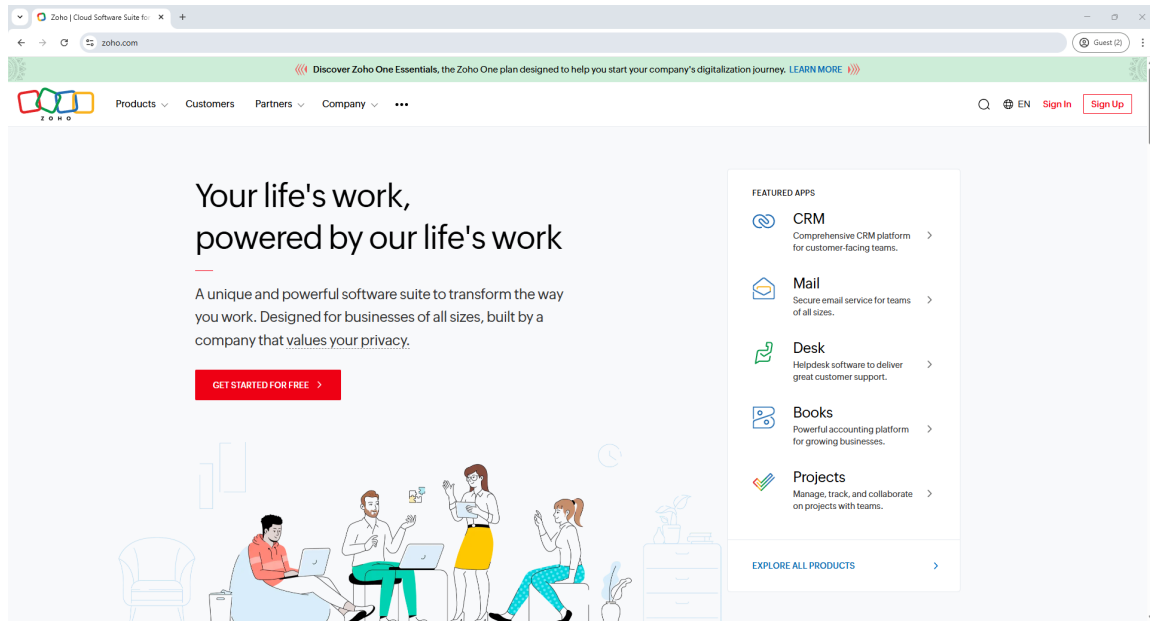 Zoho | Cloud Software Suite for
zoho.com
Guest (2)
Discover Zoho One Essentials, the Zoho One plan designed to help you start your company's digitalization journey. LEARN MORE
ZOHO
Products
Customers
Partners
Company
EN
Sign In
Sign Up
Your life's work,
powered by our life's work
A unique and powerful software suite to transform the way
you work. Designed for businesses of all sizes, built by a
company that values your privacy.
GET STARTED FOR FREE
FEATURED APPS
CRM
Comprehensive CRM platform
for customer-facing teams.
Mail
Secure email service for teams
of all sizes.
Desk
Helpdesk software to deliver
great customer support.
Books
Powerful accounting platform
for growing businesses.
Projects
Manage, track, and collaborate
on projects with teams.
EXPLORE ALL PRODUCTS